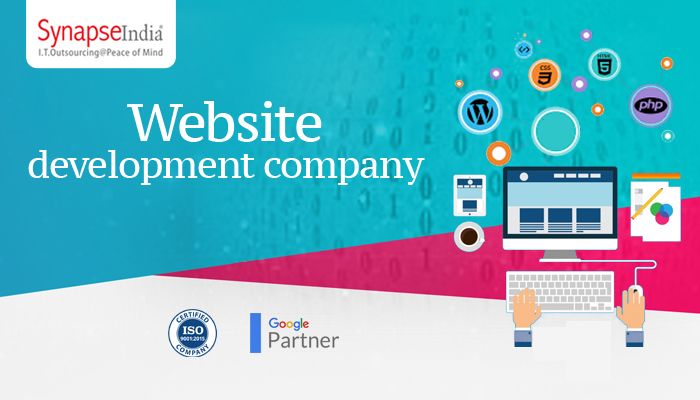 SynapseIndia®
I.T.Outsourcing@Peace of Mind
Website
development company
CSS
3
HTML
5
php
CERTIFIED
ISO
9001:2015
COMPANY
Google
Partner